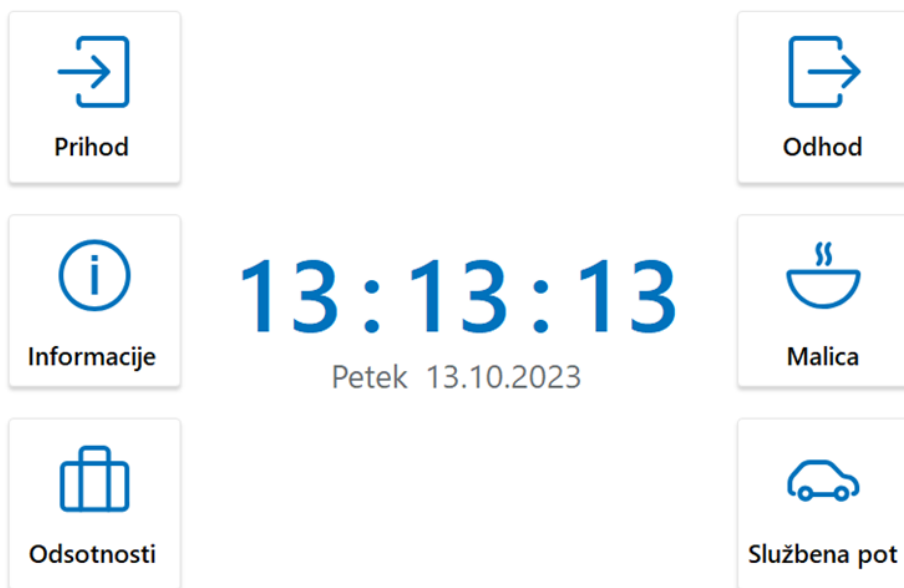 Prihod
Odhod
Informacije
13:13:13
Petek 13.10.2023
Malica
Odsotnosti
Službena pot